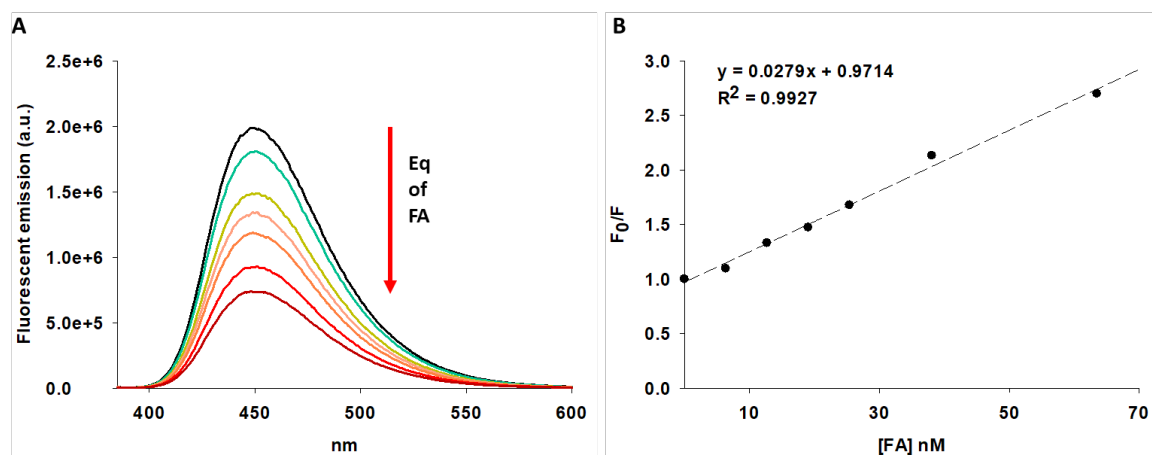 A
Fluorescent emission (a.u.)
2.5e+6
2.0e+6
1.5e+6
1.0e+6
5.0e+5
0.0
400 450 500 550 600
nm
Eq
of
FA
B
F0/F
3.0
2.5
2.0
1.5
1.0
0.5
0.0
y = 0.0279x + 0.9714
R² = 0.9927
10 30 50 70
[FA] nM